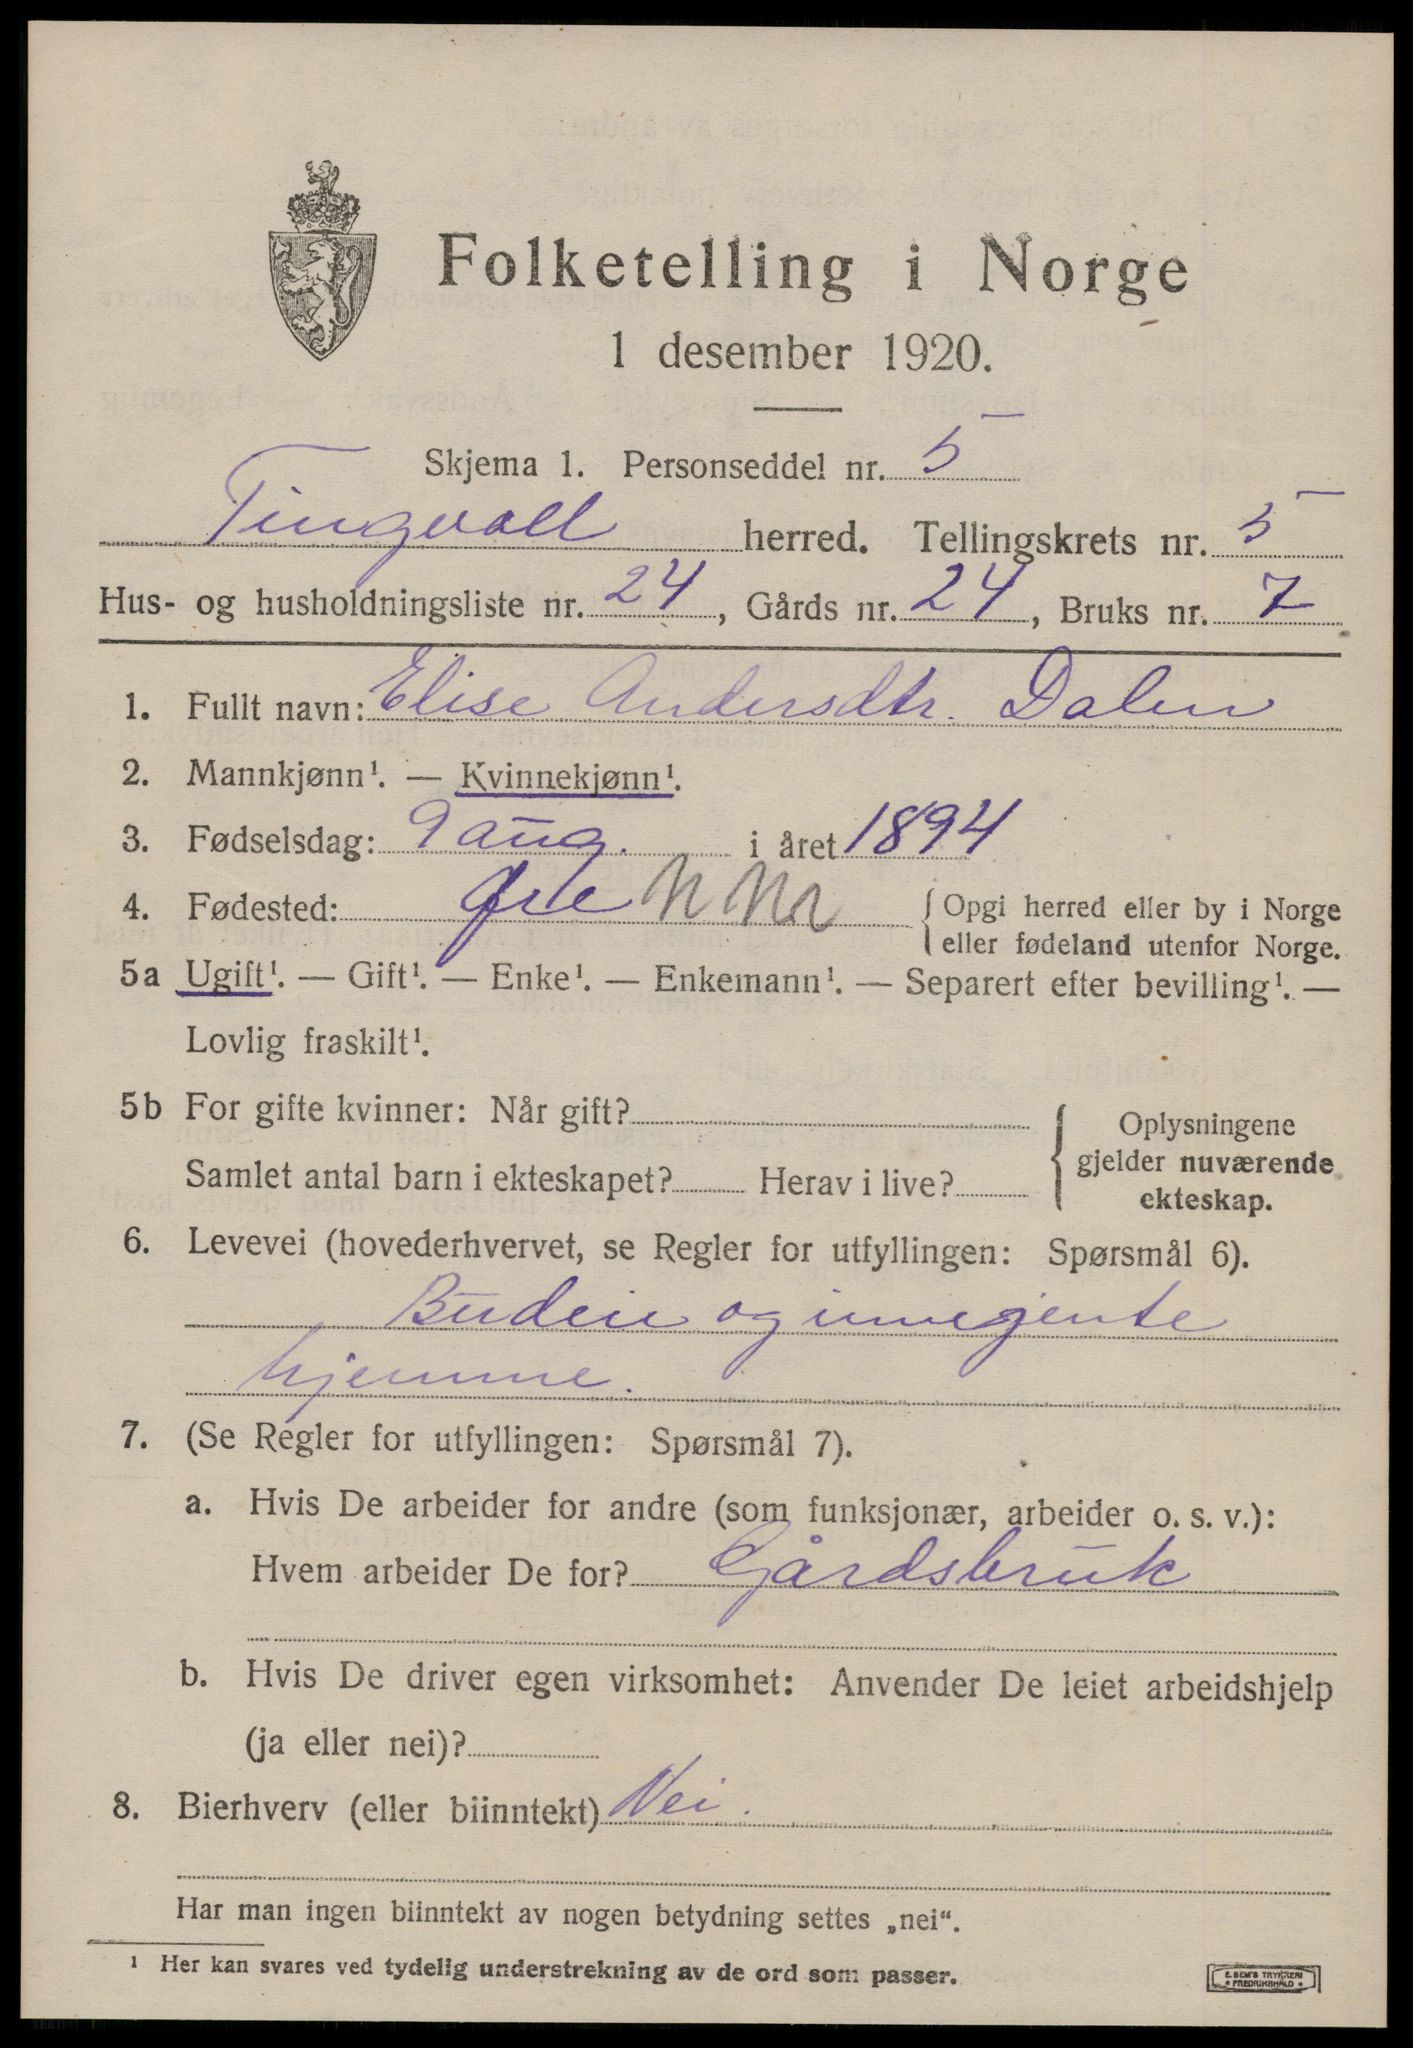 Folketelling i Norge
1 desember 1920.
Skjema 1. Personseddel nr. 5
Tingvoll herred. Tellingskrets nr. 5
Hus- og husholdningsliste nr. 24, Gårds nr. 24, Bruks nr. 7
1. Fullt navn: Elise Andersdtr. Dalen
2. Mannkjønn¹. — Kvinnekjønn¹.
3. Fødselsdag: 9 aug. i året 1894
4. Fødested: Øre N Mr { Opgi herred eller by i Norge
eller fødeland utenfor Norge.
5a Ugift¹. — Gift¹. — Enke¹. — Enkemann¹. — Separert efter bevilling¹. —
Lovlig fraskilt¹.
5b For gifte kvinner: Når gift? { Oplysningene
Samlet antal barn i ekteskapet? Herav i live? gjelder nuværende
ekteskap.
6. Levevei (hovederhvervet, se Regler for utfyllingen: Spørsmål 6).
Budeie og innejente
hjemme.
7. (Se Regler for utfyllingen: Spørsmål 7).
a. Hvis De arbeider for andre (som funksjonær, arbeider o. s. v.):
Hvem arbeider De for? Gårdsbruk
b. Hvis De driver egen virksomhet: Anvender De leiet arbeidshjelp
(ja eller nei)?
8. Bierhverv (eller biinntekt) Nei.
Har man ingen biinntekt av nogen betydning settes „nei“.
¹ Her kan svares ved tydelig understrekning av de ord som passer.
E. SEM'S TRYKKERI
FREDRIKSHALD